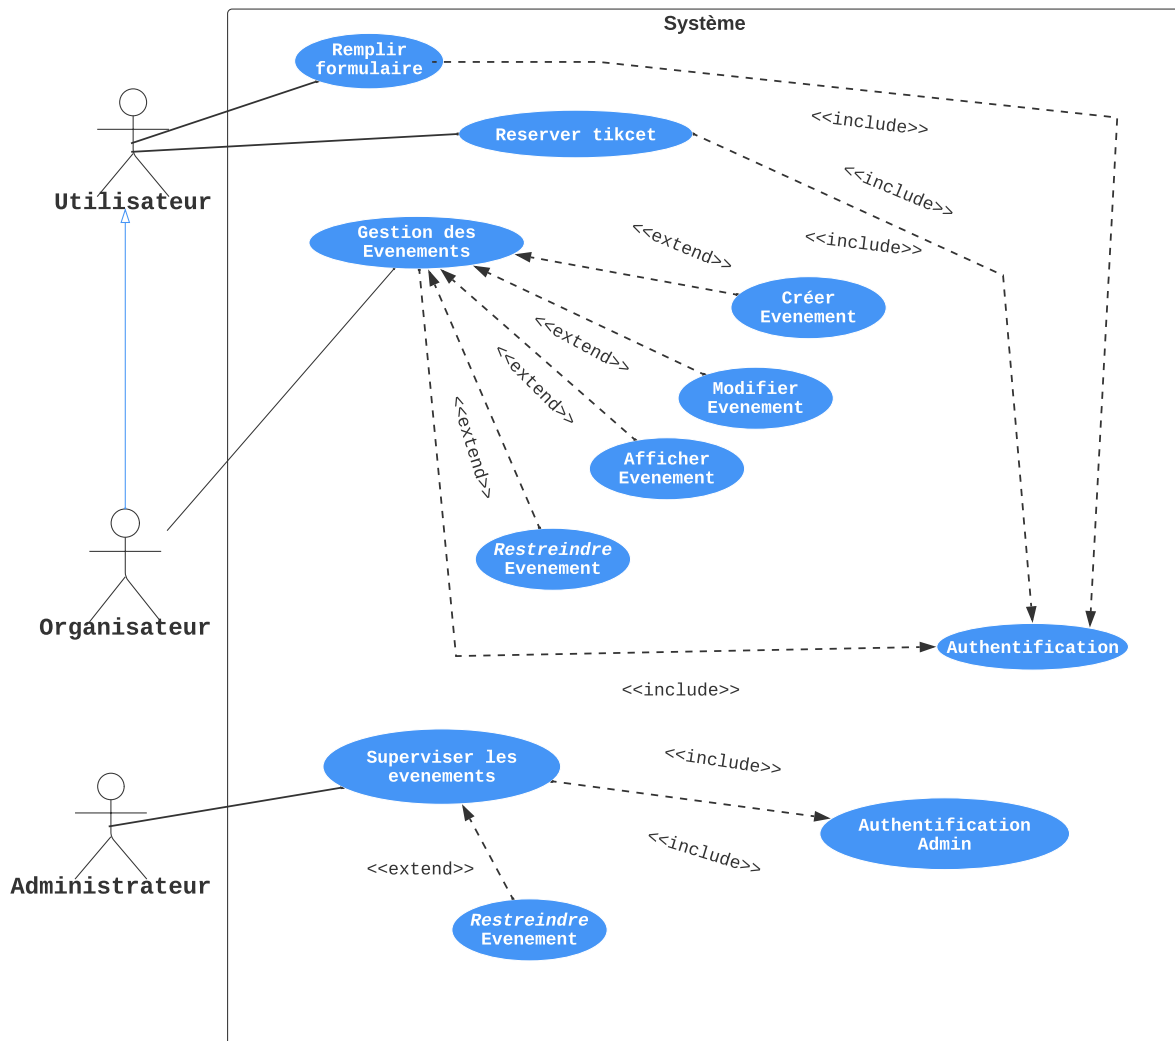 Système
Remplir
formulaire
<<include>>
Reserver tikcet
<<include>>
Utilisateur
Gestion des
Evenements
<<extend>>
<<include>>
Créer
Evenement
<<extend>>
Modifier
Evenement
<<extend>>
Afficher
Evenement
<<extend>>
Restreindre
Evenement
Organisateur
Authentification
<<include>>
Superviser les
evenements
<<include>>
Authentification
Admin
<<include>>
<<extend>>
Administrateur
Restreindre
Evenement